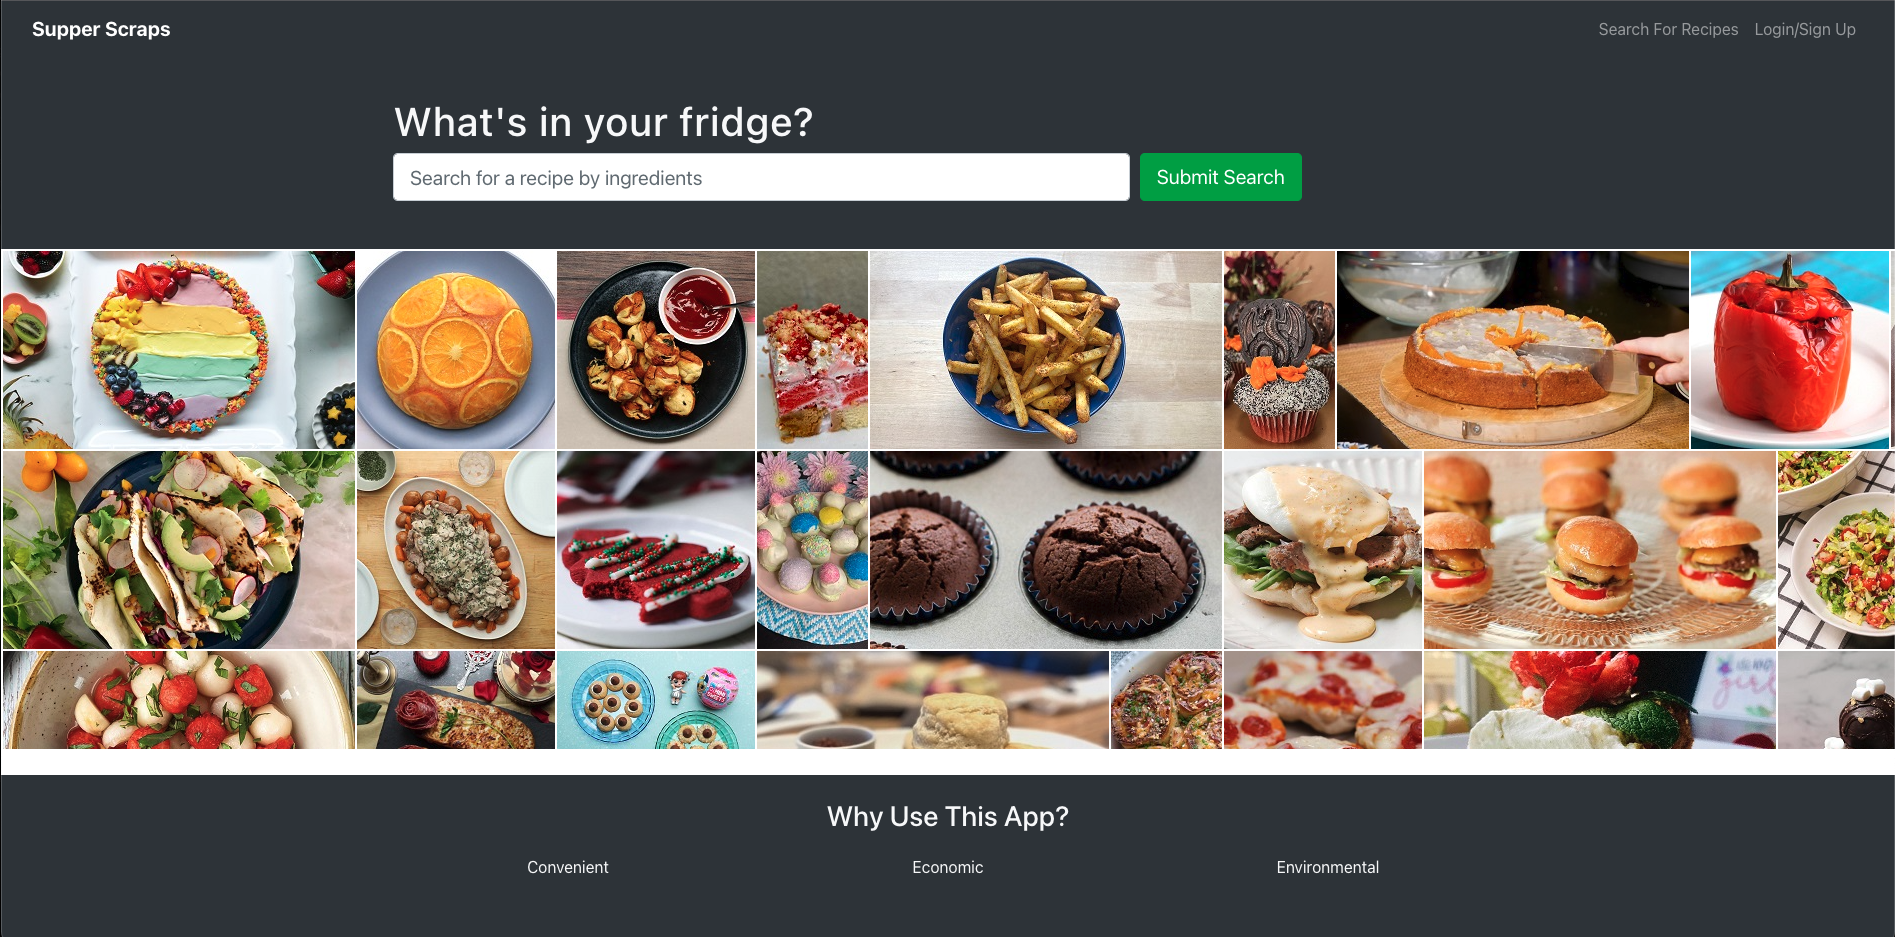 Supper Scraps
Search For Recipes
Login/Sign Up
What's in your fridge?
Search for a recipe by ingredients
Submit Search
Why Use This App?
Convenient
Economic
Environmental